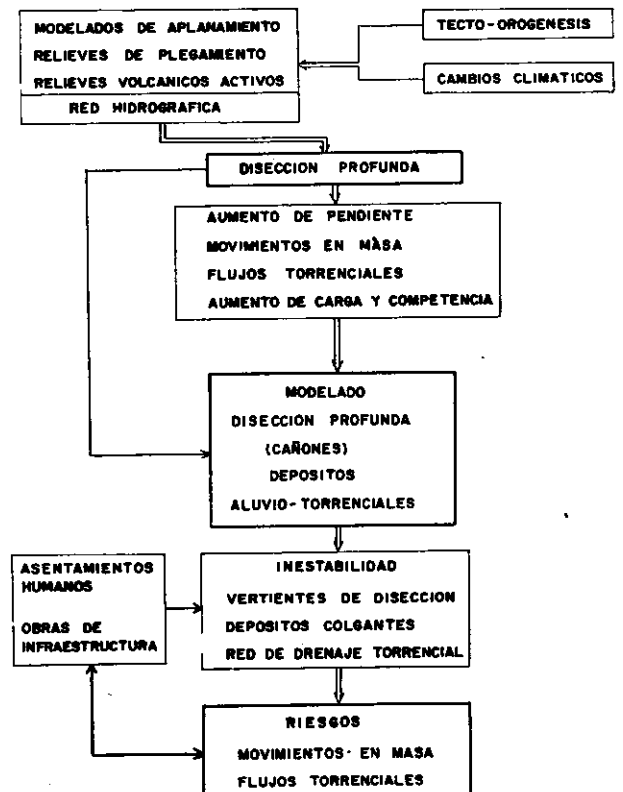 MODELADOS DE APLANAMIENTO
RELIEVES DE PLEGAMIENTO
RELIEVES VOLCANICOS ACTIVOS
RED HIDROGRAFICA
TECTO-OROGENESIS
CAMBIOS CLIMATICOS
DISECCION PROFUNDA
AUMENTO DE PENDIENTE
MOVIMIENTOS EN MASA
FLUJOS TORRENCIALES
AUMENTO DE CARGA Y COMPETENCIA
MODELADO
DISECCION PROFUNDA
(CAÑONES)
DEPOSITOS
ALUVIO-TORRENCIALES
ASENTAMIENTOS
HUMANOS
OBRAS DE
INFRAESTRUCTURA
INESTABILIDAD
VERTIENTES DE DISECCION
DEPOSITOS COLGANTES
RED DE DRENAJE TORRENCIAL
RIESGOS
MOVIMIENTOS EN MASA
FLUJOS TORRENCIALES